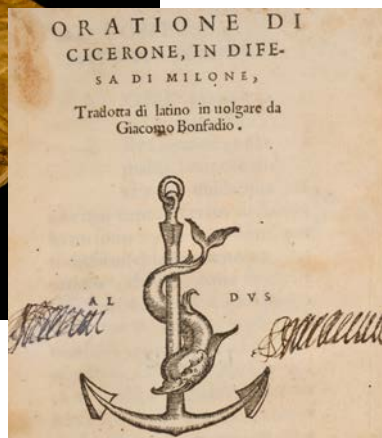 ORATIONE DI
CICERONE, IN DIFE-
SA DI MILONE,
Tradotta di latino in uolgare da
Giacomo Bonfadio.
AL DVS